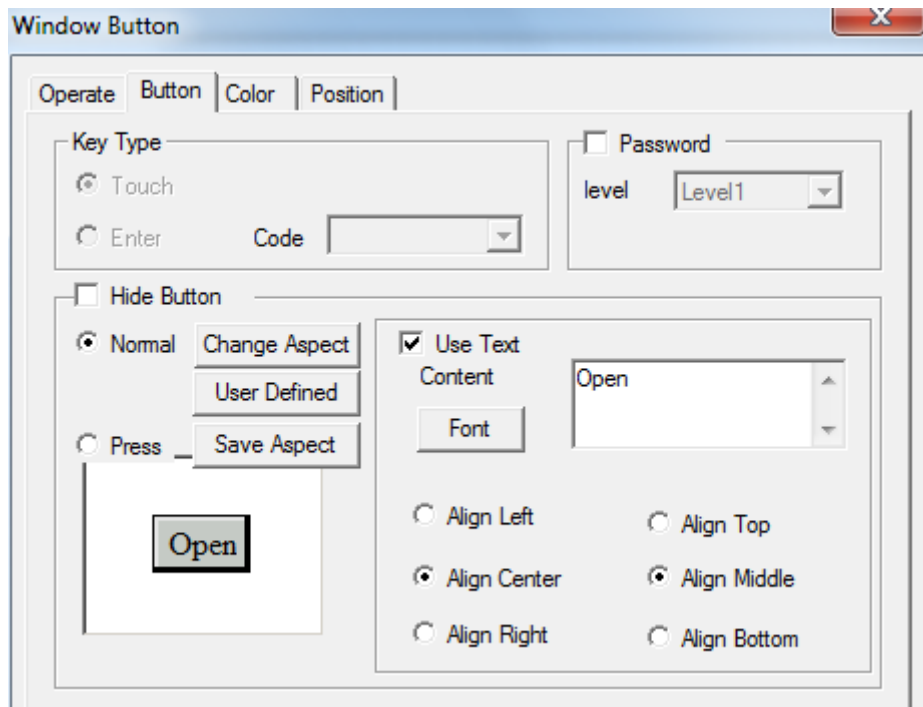 Window Button
X
Operate Button Color Position
Key Type
Touch
Enter Code
Password
level Level1
Hide Button
Normal Change Aspect
User Defined
Press Save Aspect
Open
Use Text
Content Open
Font
Align Left Align Top
Align Center Align Middle
Align Right Align Bottom